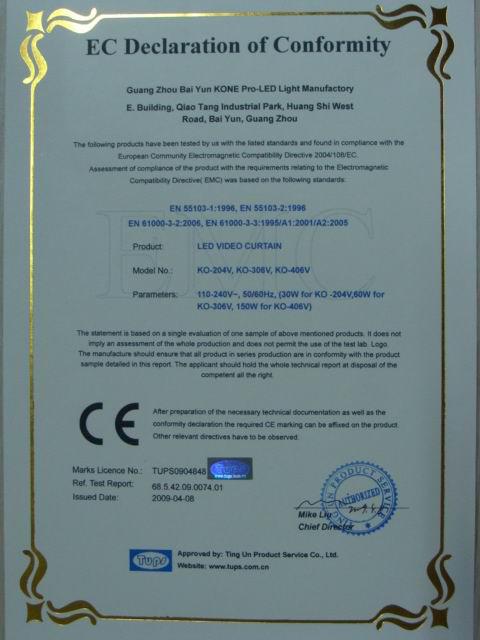 EC Declaration of Conformity
Guang Zhou Bai Yun KONE Pro-LED Light Manufactory
E. Building, Qiao Tang Industrial Park, Huang Shi West
Road, Bai Yun, Guang Zhou
The following products have been tested by us with the listed standards and found in compliance with the
European Community Electromagnetic Compatibility Directive 2004/108/EC.
Assessment of compliance of the product with the requirements relating to the Electromagnetic
Compatibility Directive( EMC) was based on the following standards:
EMC
EN 55103-1:1996, EN 55103-2:1996
EN 61000-3-2:2006, EN 61000-3-3:1995/A1:2001/A2:2005
Product: LED VIDEO CURTAIN
Model No.: KO-204V, KO-306V, KO-406V
Parameters: 110-240V~, 50/60Hz, (30W for KO -204V,60W for
KO-306V, 150W for KO-406V)
The statement is based on a single evaluation of one sample of above mentioned products. It does not
imply an assessment of the whole production and does not permit the use of the test lab. Logo.
The manufacture should ensure that all product in series production are in conformity with the product
sample detailed in this report. The applicant should hold the whole technical report at disposal of the
competent all the right.
CE
After preparation of the necessary technical documentation as well as the
conformity declaration the required CE marking can be affixed on the product.
Other relevant directives have to be observed.
Marks Licence No.: TUPS0904848
Tups
www.tups.com.cn
Ref. Test Report: 68.5.42.09.0074.01
Issued Date: 2009-04-08
TING UN PRODUCT SERVICE
AUTHORIZED
Mike Liu
Chief Director
Tups
Approved by: Ting Un Product Service Co., Ltd.
Website: www.tups.com.cn